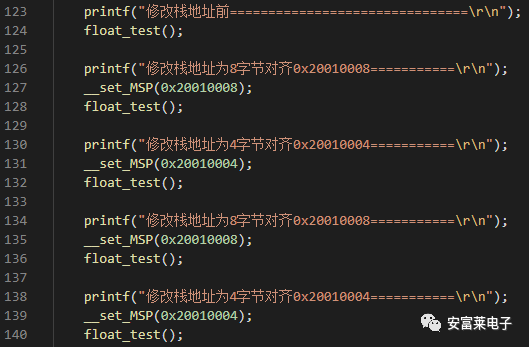 123 printf("修改栈地址前===============================\r\n");
124 float_test();
125
126 printf("修改栈地址为8字节对齐0x20010008===========\r\n");
127 __set_MSP(0x20010008);
128 float_test();
129
130 printf("修改栈地址为4字节对齐0x20010004===========\r\n");
131 __set_MSP(0x20010004);
132 float_test();
133
134 printf("修改栈地址为8字节对齐0x20010008===========\r\n");
135 __set_MSP(0x20010008);
136 float_test();
137
138 printf("修改栈地址为4字节对齐0x20010004===========\r\n");
139 __set_MSP(0x20010004);
140 float_test();
安富莱电子